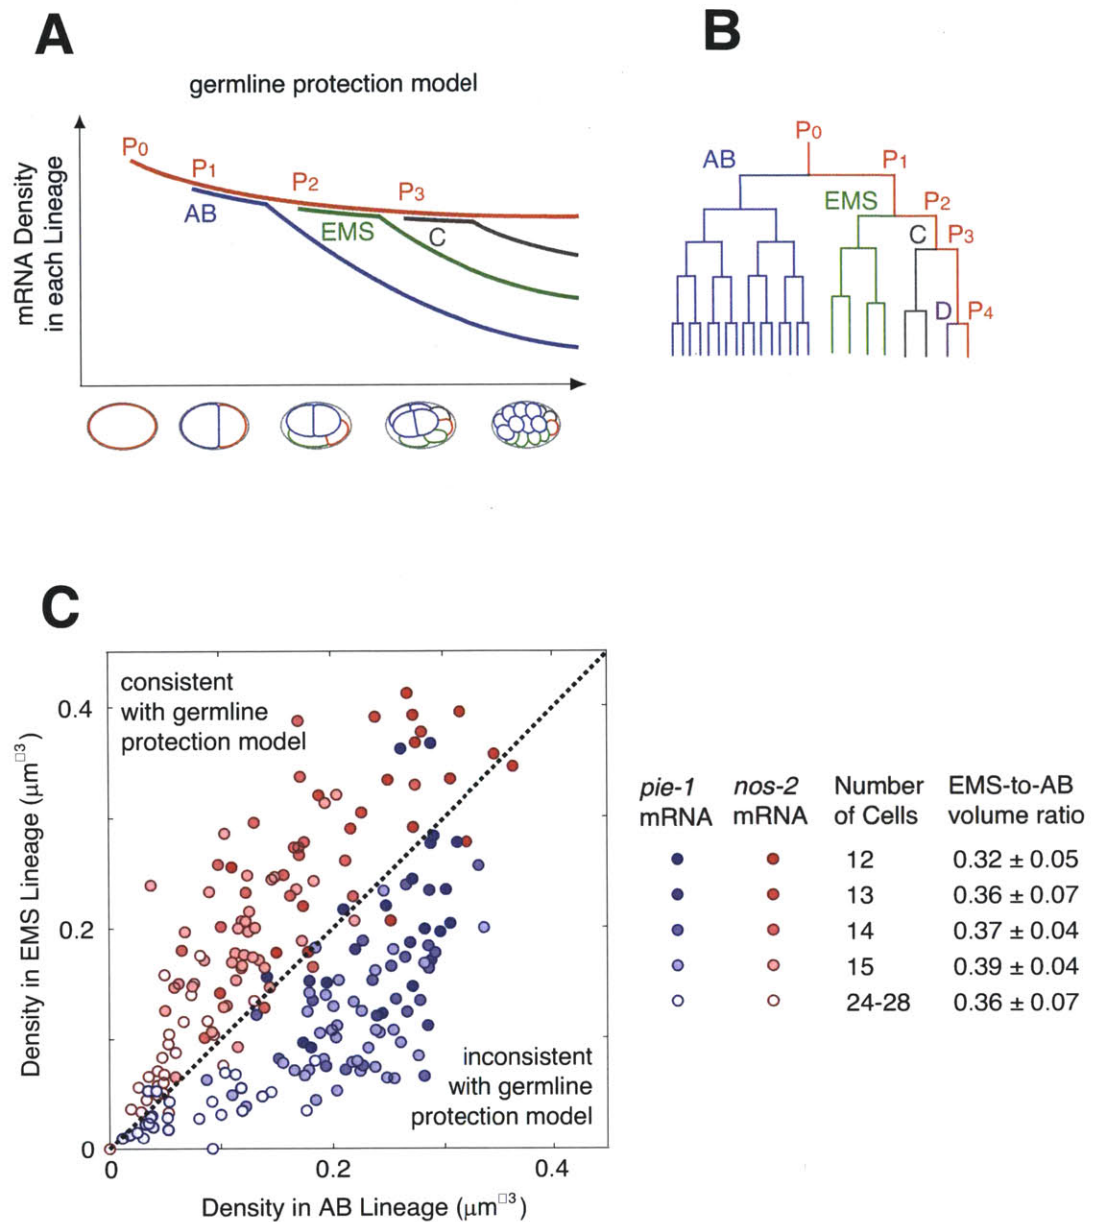 A
germline protection model
mRNA Density
in each Lineage
P0
P1
AB
P2
EMS
P3
C
B
P0
AB
P1
EMS
P2
C
P3
D
P4
C
consistent
with germline
protection model
inconsistent
with germline
protection model
Density in EMS Lineage (µm□3)
0.4
0.2
0
0
0.2
0.4
Density in AB Lineage (µm□3)
pie-1 nos-2 Number EMS-to-AB
mRNA mRNA of Cells volume ratio
12 0.32 ± 0.05
13 0.36 ± 0.07
14 0.37 ± 0.04
15 0.39 ± 0.04
24-28 0.36 ± 0.07